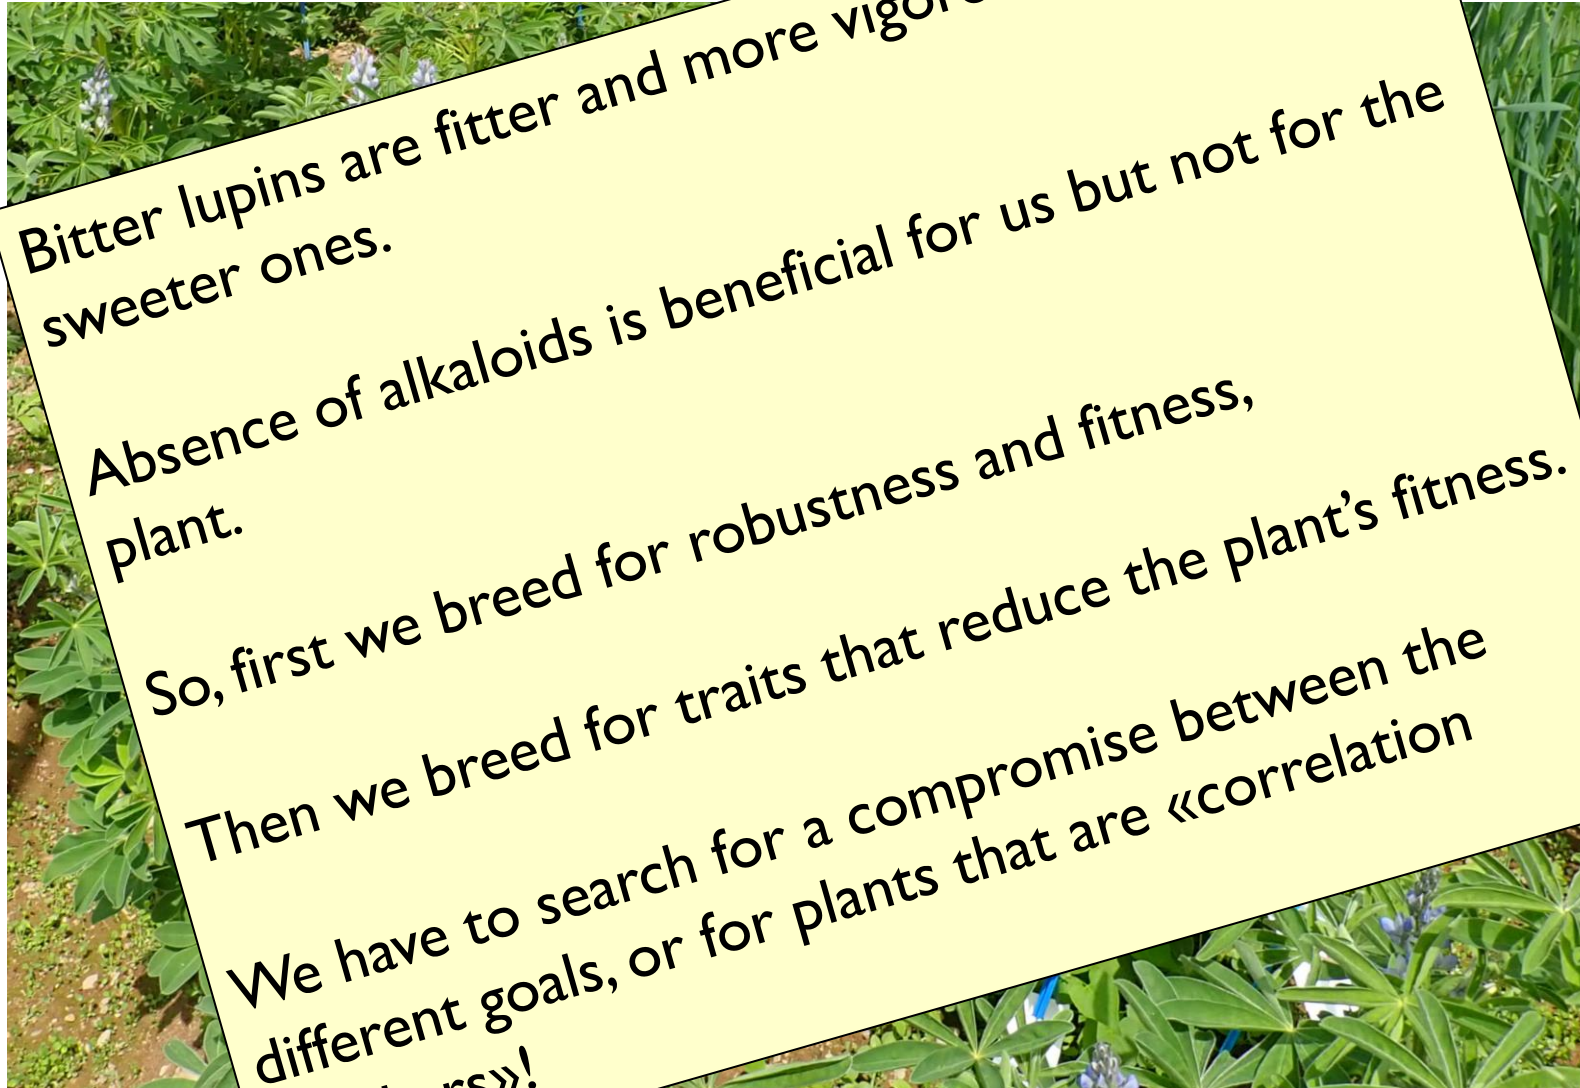 Bitter lupins are fitter and more
sweeter ones.
Absence of alkaloids is beneficial for us but not for the
plant.
So, first we breed for robustness and fitness,
Then we breed for traits that reduce the plant’s fitness.
We have to search for a compromise between the
different goals, or for plants that are «correlation